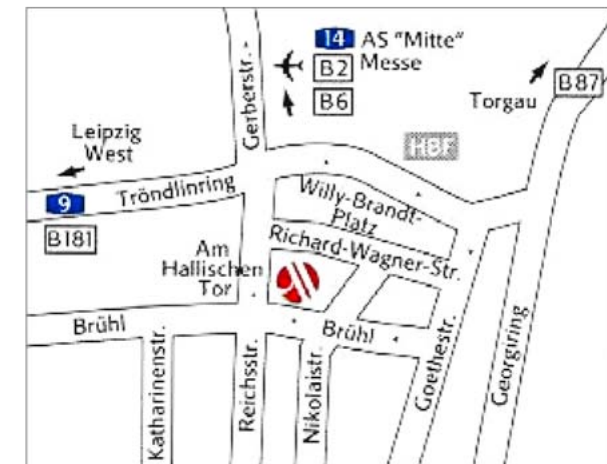 14 AS "Mitte"
B2 Messe
B6
Gerberstr.
B87
Torgau
HBF
Leipzig
West
9
Tröndlinring
B181
Willy-Brandt-
Platz
Richard-Wagner-Str.
Am
Hallischen
Tor
Brühl
Brühl
Katharinenstr.
Reichsstr.
Nikolaistr.
Goethestr.
Georgiring